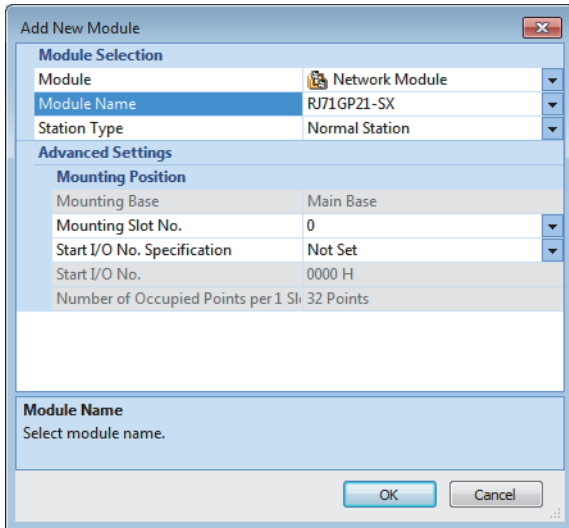 Add New Module
Module Selection
Module Network Module
Module Name RJ71GP21-SX
Station Type Normal Station
Advanced Settings
Mounting Position
Mounting Base Main Base
Mounting Slot No. 0
Start I/O No. Specification Not Set
Start I/O No. 0000 H
Number of Occupied Points per 1 Sl 32 Points
Module Name
Select module name.
OK Cancel